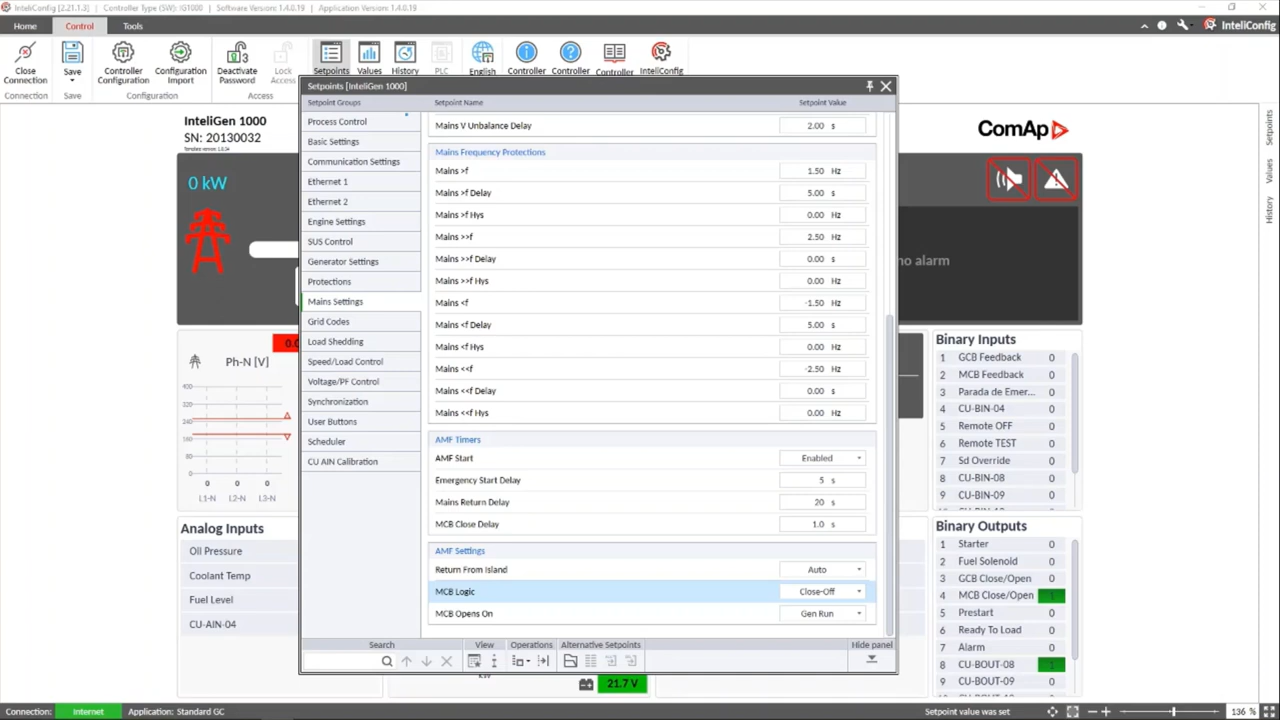 InteliConfig [2.21.1.3] | Controller Type (SW): IG1000 | Software Version: 1.4.0.19 | Application Version: 1.4.0.19
Home Control Tools
InteliConfig
Close Connection
Save
Controller Configuration
Configuration Import
Deactivate Password
Lock Access
Setpoints
Values
History
PLC
English
Controller
Controller
Controller
InteliConfig
Connection Save Configuration Access
Setpoints [InteliGen 1000]
Setpoint Groups
Process Control
Basic Settings
Communication Settings
Ethernet 1
Ethernet 2
Engine Settings
SUS Control
Generator Settings
Protections
Mains Settings
Grid Codes
Load Shedding
Speed/Load Control
Voltage/PF Control
Synchronization
User Buttons
Scheduler
CU AIN Calibration
Setpoint Name Setpoint Value
Mains V Unbalance Delay 2.00 s
Mains Frequency Protections
Mains >f 1.50 Hz
Mains >f Delay 5.00 s
Mains >f Hys 0.00 Hz
Mains >>f 2.50 Hz
Mains >>f Delay 0.00 s
Mains >>f Hys 0.00 Hz
Mains <f -1.50 Hz
Mains <f Delay 5.00 s
Mains <f Hys 0.00 Hz
Mains <<f -2.50 Hz
Mains <<f Delay 0.00 s
Mains <<f Hys 0.00 Hz
AMF Timers
AMF Start Enabled
Emergency Start Delay 5 s
Mains Return Delay 20 s
MCB Close Delay 1.0 s
AMF Settings
Return From Island Auto
MCB Logic Close-Off
MCB Opens On Gen Run
Search View Operations Alternative Setpoints Hide panel
InteliGen 1000
SN: 20130032
0 kW
ComAp
no alarm
Ph-N [V]
400
320
240
160
80
0
0 0 0
L1-N L2-N L3-N
Analog Inputs
Oil Pressure
Coolant Temp
Fuel Level
CU-AIN-04
kW
21.7 V
Binary Inputs
1 GCB Feedback 0
2 MCB Feedback 0
3 Parada de Emer... 0
4 CU-BIN-04 0
5 Remote OFF 0
6 Remote TEST 0
7 Sd Override 0
8 CU-BIN-08 0
9 CU-BIN-09 0
Binary Outputs
1 Starter 0
2 Fuel Solenoid 0
3 GCB Close/Open 0
4 MCB Close/Open 1
5 Prestart 0
6 Ready To Load 0
7 Alarm 0
8 CU-BOUT-08 1
9 CU-BOUT-09 0
Setpoints
Values
History
Connection: Internet Application: Standard GC Setpoint value was set 136 %